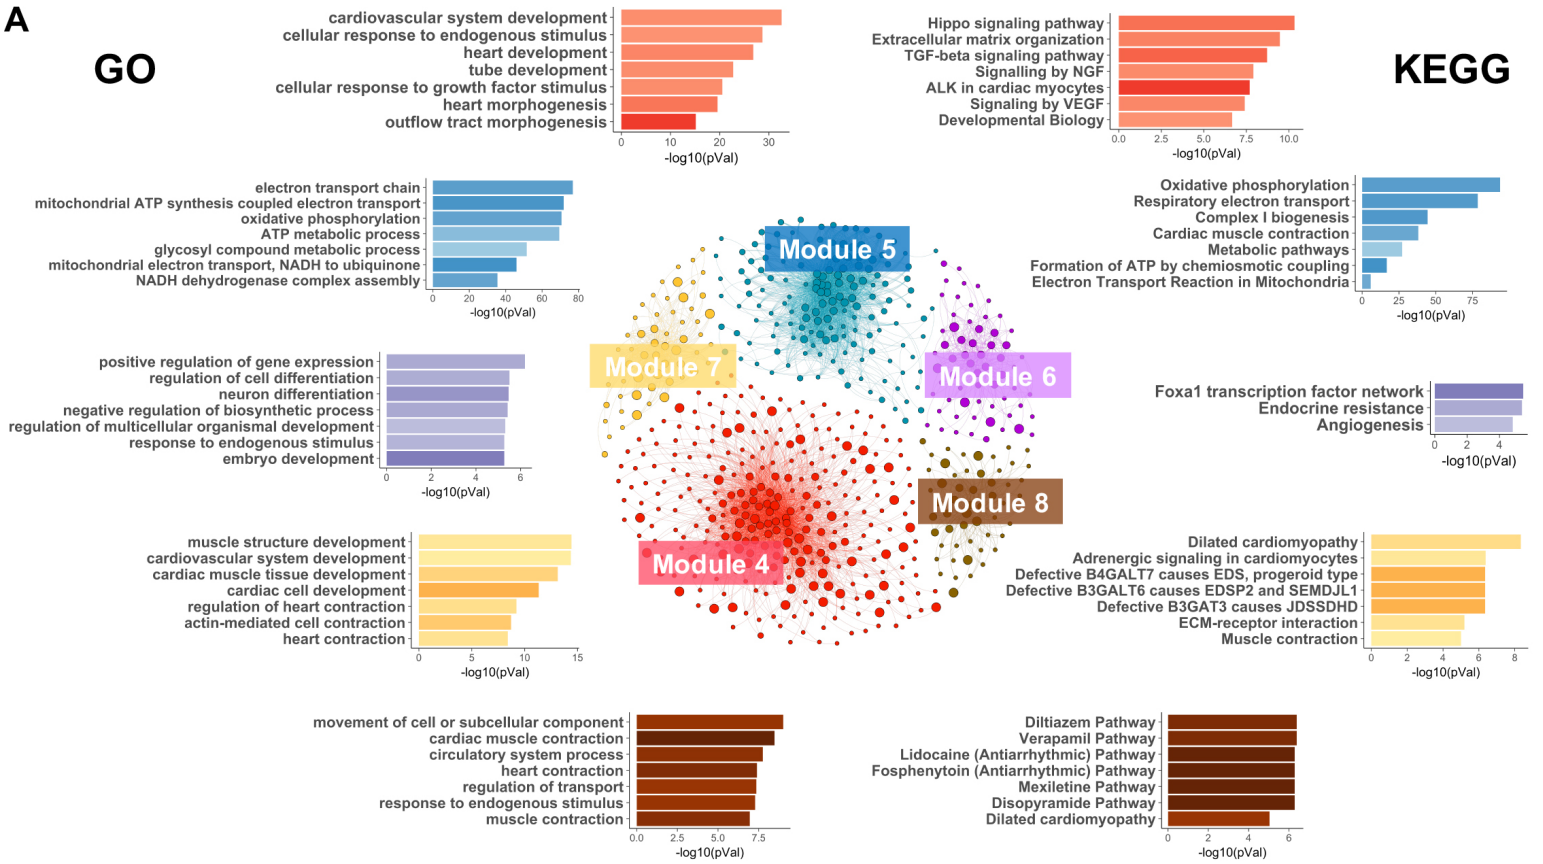 A
GO
KEGG
cardiovascular system development
cellular response to endogenous stimulus
heart development
tube development
cellular response to growth factor stimulus
heart morphogenesis
outflow tract morphogenesis
0 10 20 30
-log10(pVal)
Hippo signaling pathway
Extracellular matrix organization
TGF-beta signaling pathway
Signalling by NGF
ALK in cardiac myocytes
Signaling by VEGF
Developmental Biology
0.0 2.5 5.0 7.5 10.0
-log10(pVal)
electron transport chain
mitochondrial ATP synthesis coupled electron transport
oxidative phosphorylation
ATP metabolic process
glycosyl compound metabolic process
mitochondrial electron transport, NADH to ubiquinone
NADH dehydrogenase complex assembly
0 20 40 60 80
-log10(pVal)
Oxidative phosphorylation
Respiratory electron transport
Complex I biogenesis
Cardiac muscle contraction
Metabolic pathways
Formation of ATP by chemiosmotic coupling
Electron Transport Reaction in Mitochondria
0 25 50 75
-log10(pVal)
Module 5
Module 7
Module 6
Module 8
Module 4
positive regulation of gene expression
regulation of cell differentiation
neuron differentiation
negative regulation of biosynthetic process
regulation of multicellular organismal development
response to endogenous stimulus
embryo development
0 2 4 6
-log10(pVal)
Foxa1 transcription factor network
Endocrine resistance
Angiogenesis
0 2 4
-log10(pVal)
muscle structure development
cardiovascular system development
cardiac muscle tissue development
cardiac cell development
regulation of heart contraction
actin-mediated cell contraction
heart contraction
0 5 10 15
-log10(pVal)
Dilated cardiomyopathy
Adrenergic signaling in cardiomyocytes
Defective B4GALT7 causes EDS, progeroid type
Defective B3GALT6 causes EDSP2 and SEMDJL1
Defective B3GAT3 causes JDSSDHD
ECM-receptor interaction
Muscle contraction
0 2 4 6 8
-log10(pVal)
movement of cell or subcellular component
cardiac muscle contraction
circulatory system process
heart contraction
regulation of transport
response to endogenous stimulus
muscle contraction
0.0 2.5 5.0 7.5
-log10(pVal)
Diltiazem Pathway
Verapamil Pathway
Lidocaine (Antiarrhythmic) Pathway
Fosphenytoin (Antiarrhythmic) Pathway
Mexiletine Pathway
Disopyramide Pathway
Dilated cardiomyopathy
0 2 4 6
-log10(pVal)